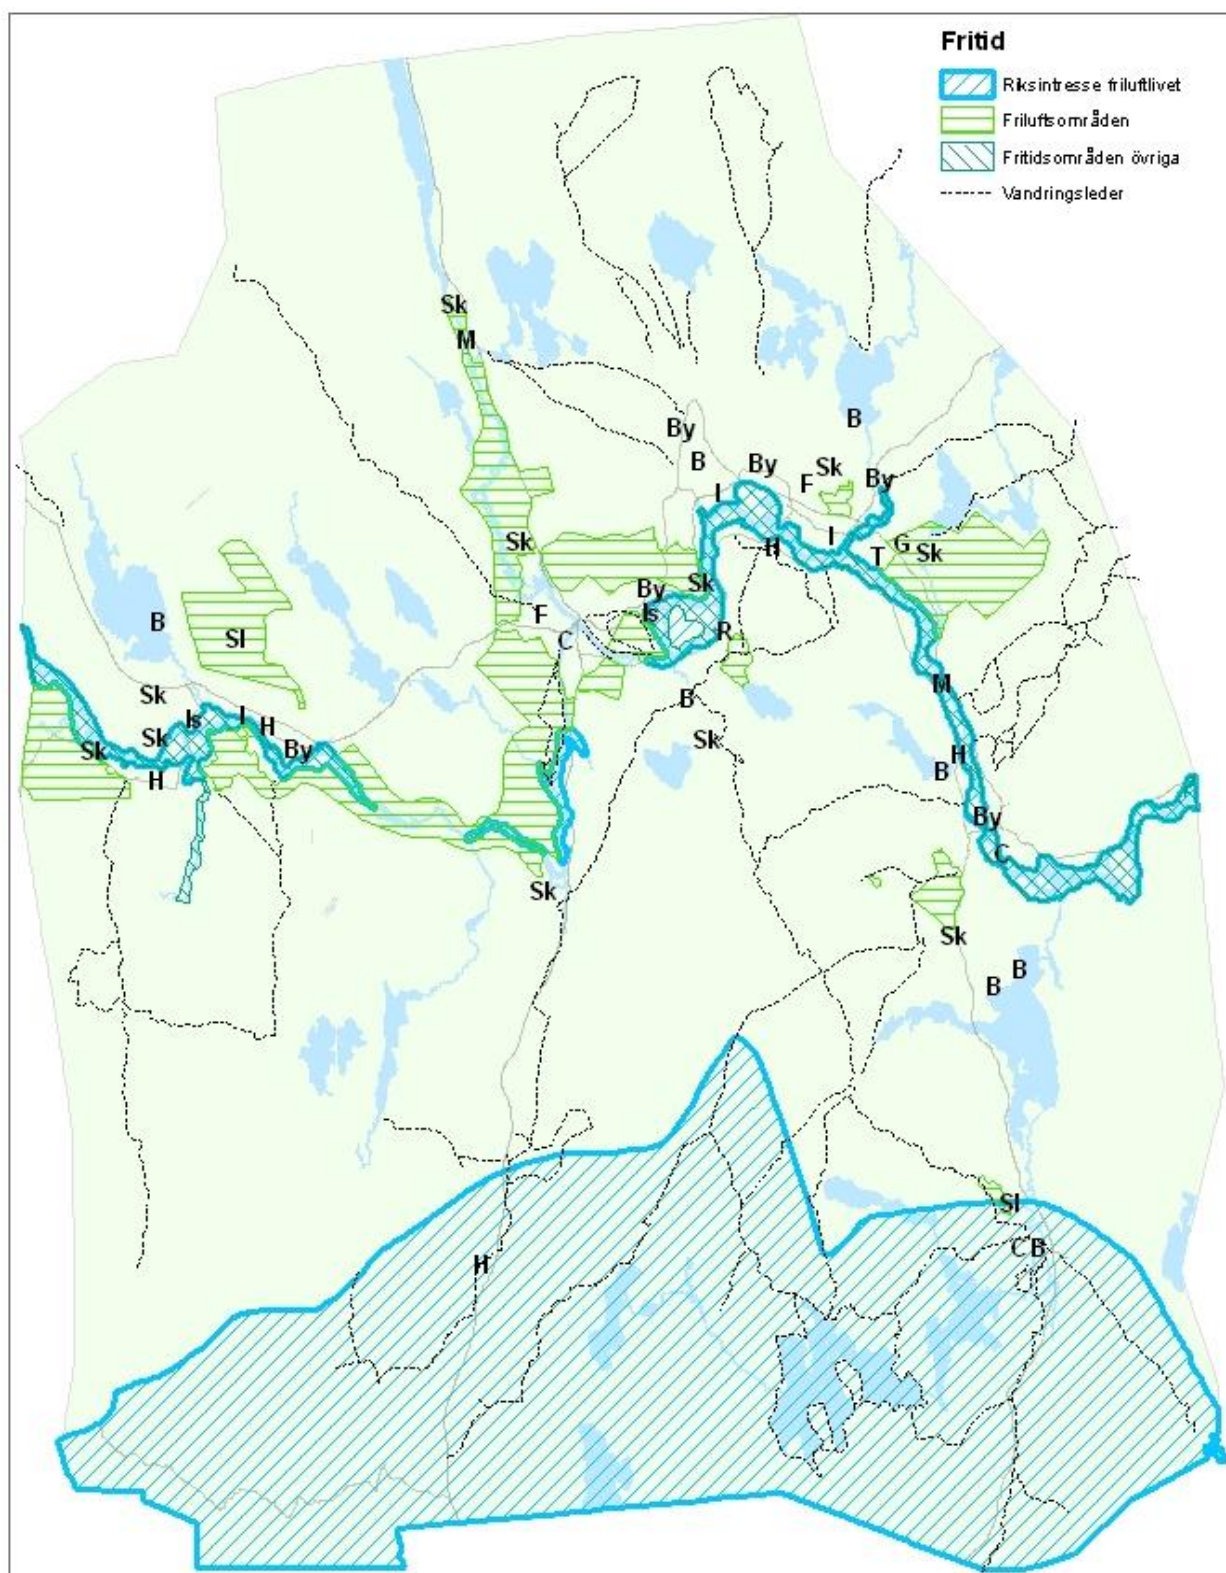 Fritid
Riksintresse friluftlivet
Friluftsområden
Fritidsområden övriga
Vandringsleder
Sk
M
B
By
B
By
Sk
F
By
I
Sk
H
I
T
G
Sk
By
Sk
Is
F
C
R
B
Sl
Sk
B
Sk
M
Is
I
H
Sk
Sk
By
H
H
B
By
C
Sk
Sk
B
B
Sl
C
B
H